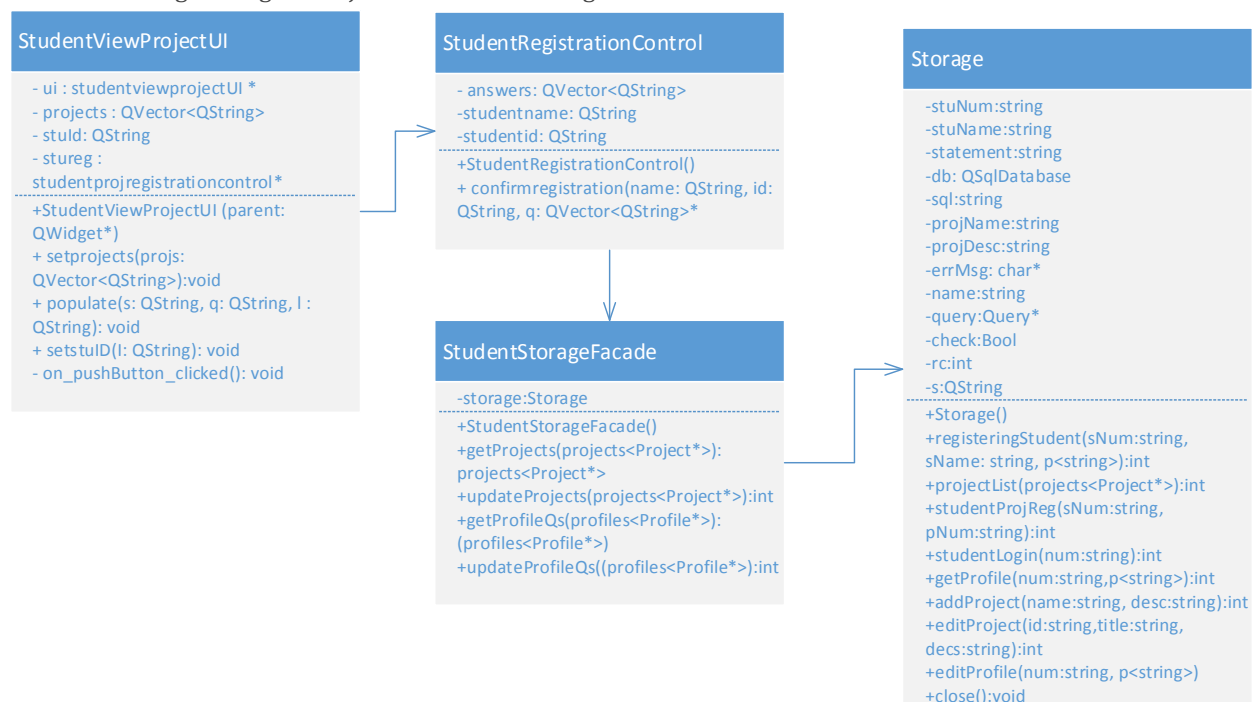 StudentViewProjectUI
- ui : studentviewprojectUI *
- projects : QVector<QString>
- stuId: QString
- stureg :
studentprojregistrationcontrol*
+StudentViewProjectUI (parent:
QWidget*)
+ setprojects(projs:
QVector<QString>):void
+ populate(s: QString, q: QString, l :
QString): void
+ setstuID(I: QString): void
- on_pushButton_clicked(): void
StudentRegistrationControl
- answers: QVector<QString>
-studentname: QString
-studentid: QString
+StudentRegistrationControl()
+ confirmregistration(name: QString, id:
QString, q: QVector<QString>*
StudentStorageFacade
-storage:Storage
+StudentStorageFacade()
+getProjects(projects<Project*>):
projects<Project*>
+updateProjects(projects<Project*>):int
+getProfileQs(profiles<Profile*>):
(profiles<Profile*>)
+updateProfileQs((profiles<Profile*>):int
Storage
-stuNum:string
-stuName:string
-statement:string
-db: QSqlDatabase
-sql:string
-projName:string
-projDesc:string
-errMsg: char*
-name:string
-query:Query*
-check:Bool
-rc:int
-s:QString
+Storage()
+registeringStudent(sNum:string,
sName: string, p<string>):int
+projectList(projects<Project*>):int
+studentProjReg(sNum:string,
pNum:string):int
+studentLogin(num:string):int
+getProfile(num:string,p<string>):int
+addProject(name:string, desc:string):int
+editProject(id:string,title:string,
decs:string):int
+editProfile(num:string, p<string>)
+close():void